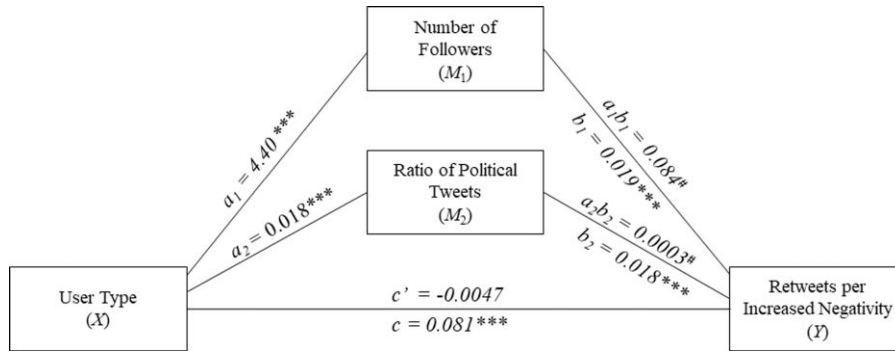 Number of
Followers
(M₁)
a₁ = 4.40***
a₁b₁ = 0.084#
b₁ = 0.019***
Ratio of Political
Tweets
(M₂)
a₂ = 0.018***
a₂b₂ = 0.0003#
b₂ = 0.018***
User Type
(X)
c’ = -0.0047
c = 0.081***
Retweets per
Increased Negativity
(Y)